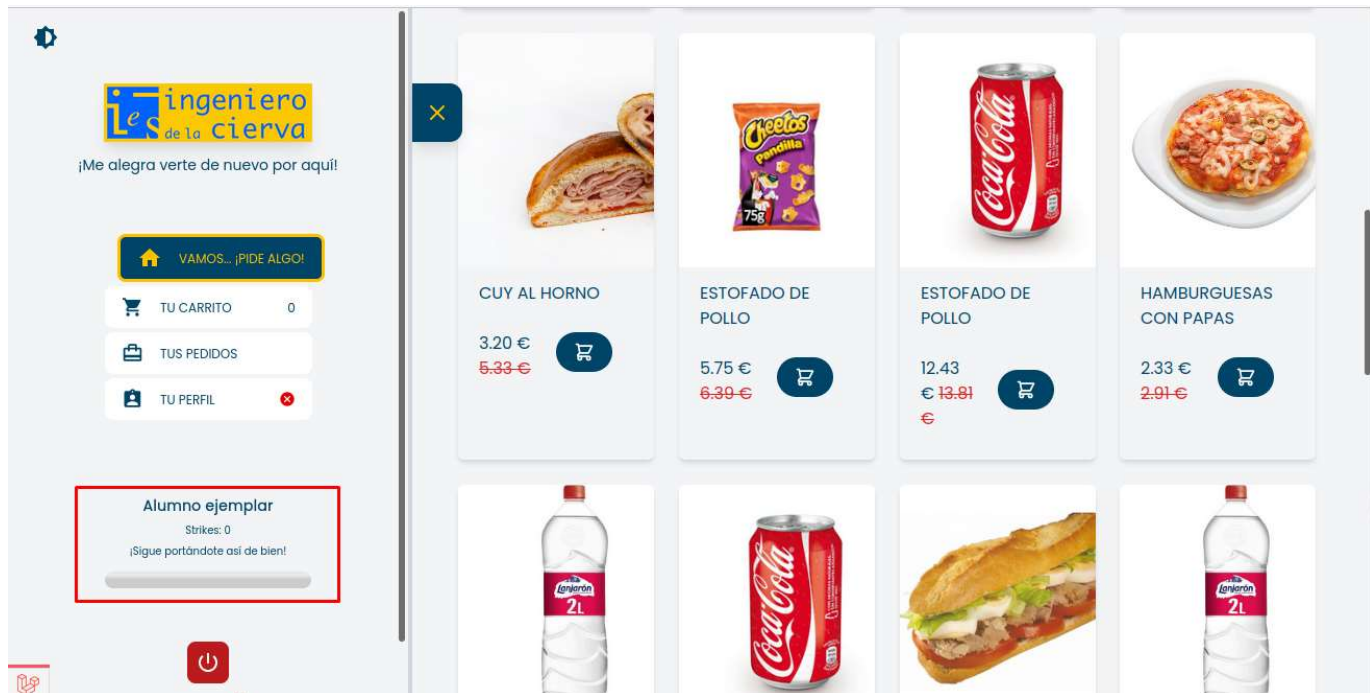 ies ingeniero
de la cierva
¡Me alegra verte de nuevo por aquí!
VAMOS... ¡PIDE ALGO!
TU CARRITO 0
TUS PEDIDOS
TU PERFIL
Alumno ejemplar
Strikes: 0
¡Sigue portándote así de bien!
CUY AL HORNO
3.20 €
5.33 €
Cheetos
Pandilla
75g
ESTOFADO DE
POLLO
5.75 €
6.39 €
Coca-Cola
ESTOFADO DE
POLLO
12.43
€ 13.81
€
HAMBURGUESAS
CON PAPAS
2.33 €
2.91 €
Lanjarón
2L
Coca-Cola
Lanjarón
2L